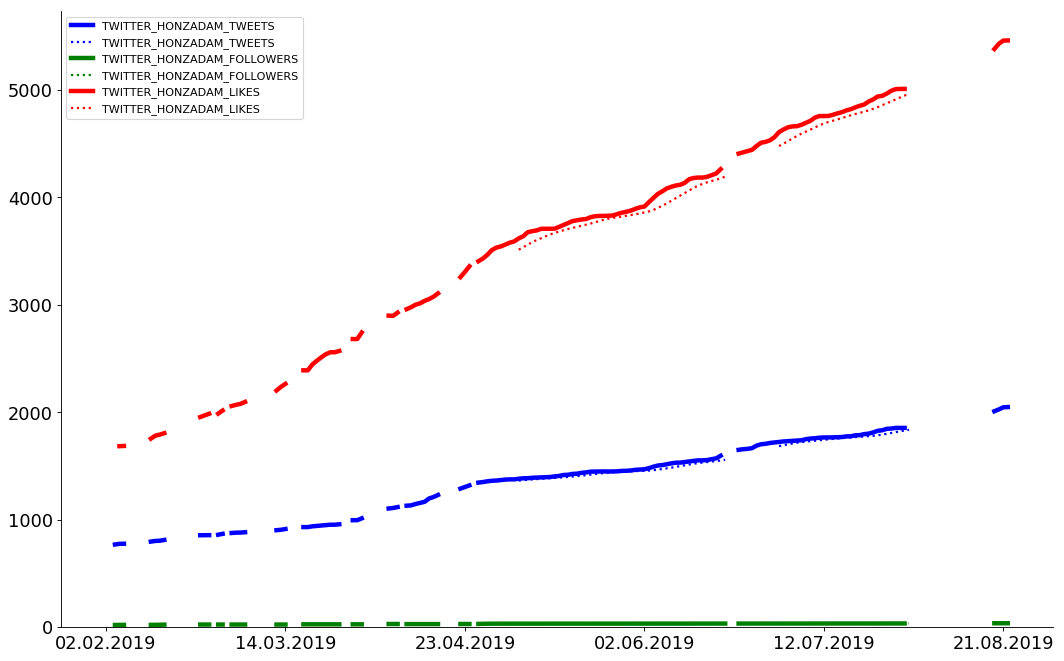 TWITTER_HONZADAM_TWEETS
TWITTER_HONZADAM_TWEETS
TWITTER_HONZADAM_FOLLOWERS
TWITTER_HONZADAM_FOLLOWERS
TWITTER_HONZADAM_LIKES
TWITTER_HONZADAM_LIKES
5000
4000
3000
2000
1000
0
02.02.2019 14.03.2019 23.04.2019 02.06.2019 12.07.2019 21.08.2019